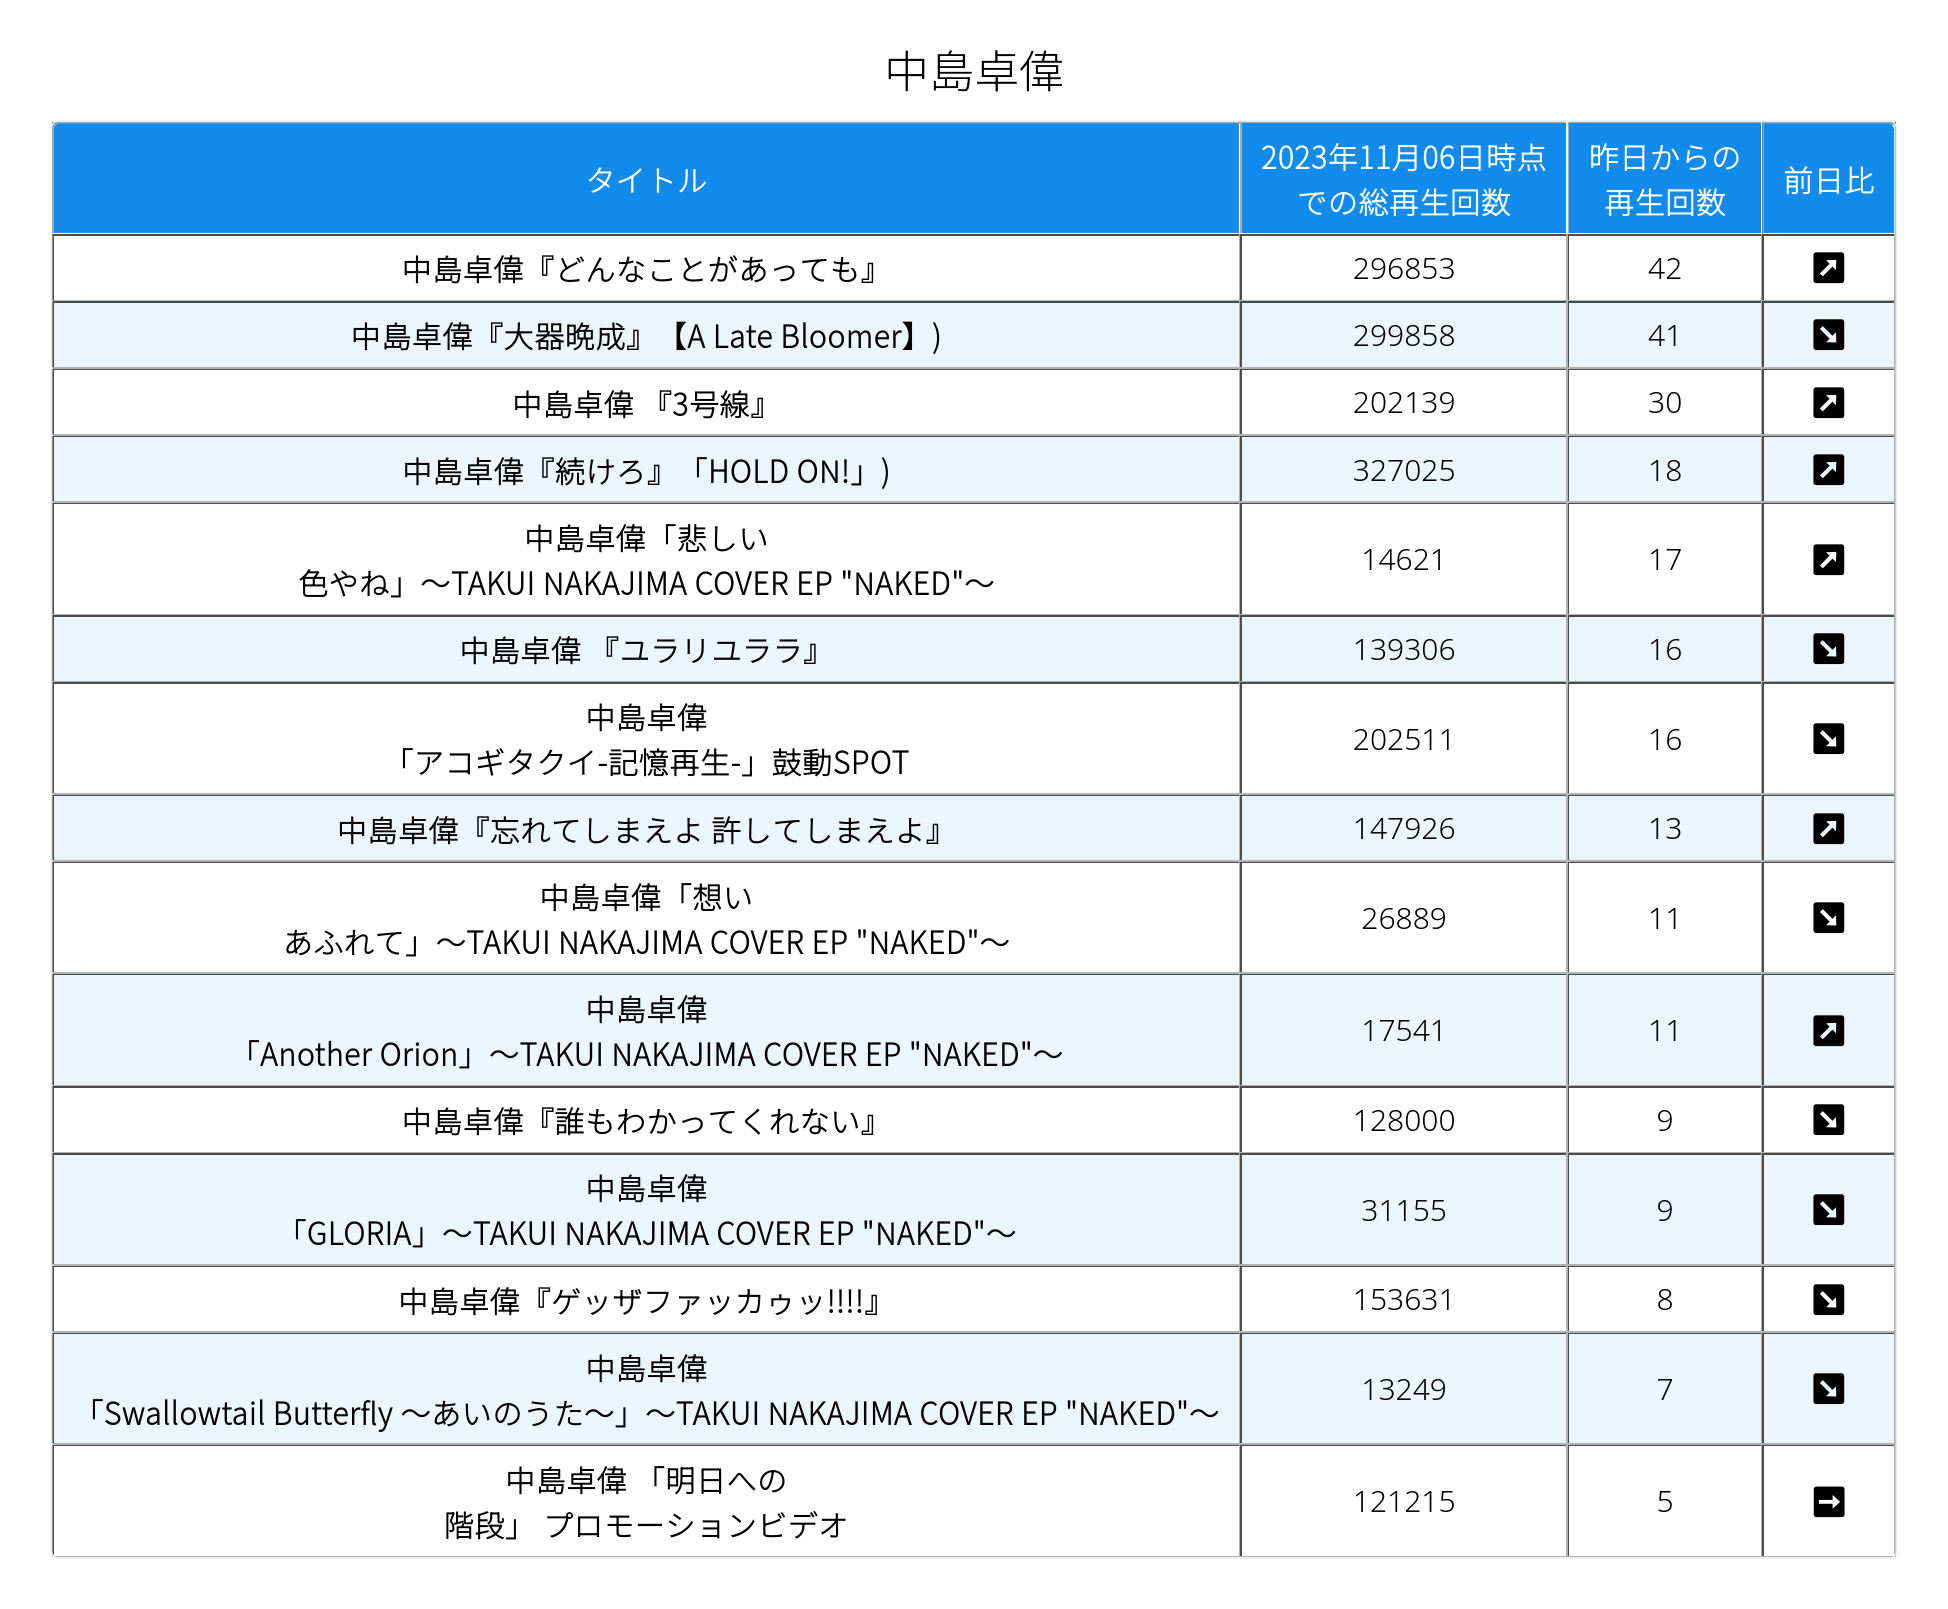 中島卓偉
タイトル
2023年11月06日時点
での総再生回数
昨日からの
再生回数
前日比
中島卓偉『どんなことがあっても』
296853
42
中島卓偉『大器晩成』【A Late Bloomer】)
299858
41
中島卓偉 『3号線』
202139
30
中島卓偉『続けろ』「HOLD ON!」)
327025
18
中島卓偉「悲しい
色やね」〜TAKUI NAKAJIMA COVER EP "NAKED"〜
14621
17
中島卓偉 『ユラリユララ』
139306
16
中島卓偉
「アコギタクイ-記憶再生-」鼓動SPOT
202511
16
中島卓偉『忘れてしまえよ 許してしまえよ』
147926
13
中島卓偉「想い
あふれて」〜TAKUI NAKAJIMA COVER EP "NAKED"〜
26889
11
中島卓偉
「Another Orion」〜TAKUI NAKAJIMA COVER EP "NAKED"〜
17541
11
中島卓偉『誰もわかってくれない』
128000
9
中島卓偉
「GLORIA」〜TAKUI NAKAJIMA COVER EP "NAKED"〜
31155
9
中島卓偉『ゲッザファッカゥッ!!!!』
153631
8
中島卓偉
「Swallowtail Butterfly 〜あいのうた〜」〜TAKUI NAKAJIMA COVER EP "NAKED"〜
13249
7
中島卓偉 「明日への
階段」 プロモーションビデオ
121215
5